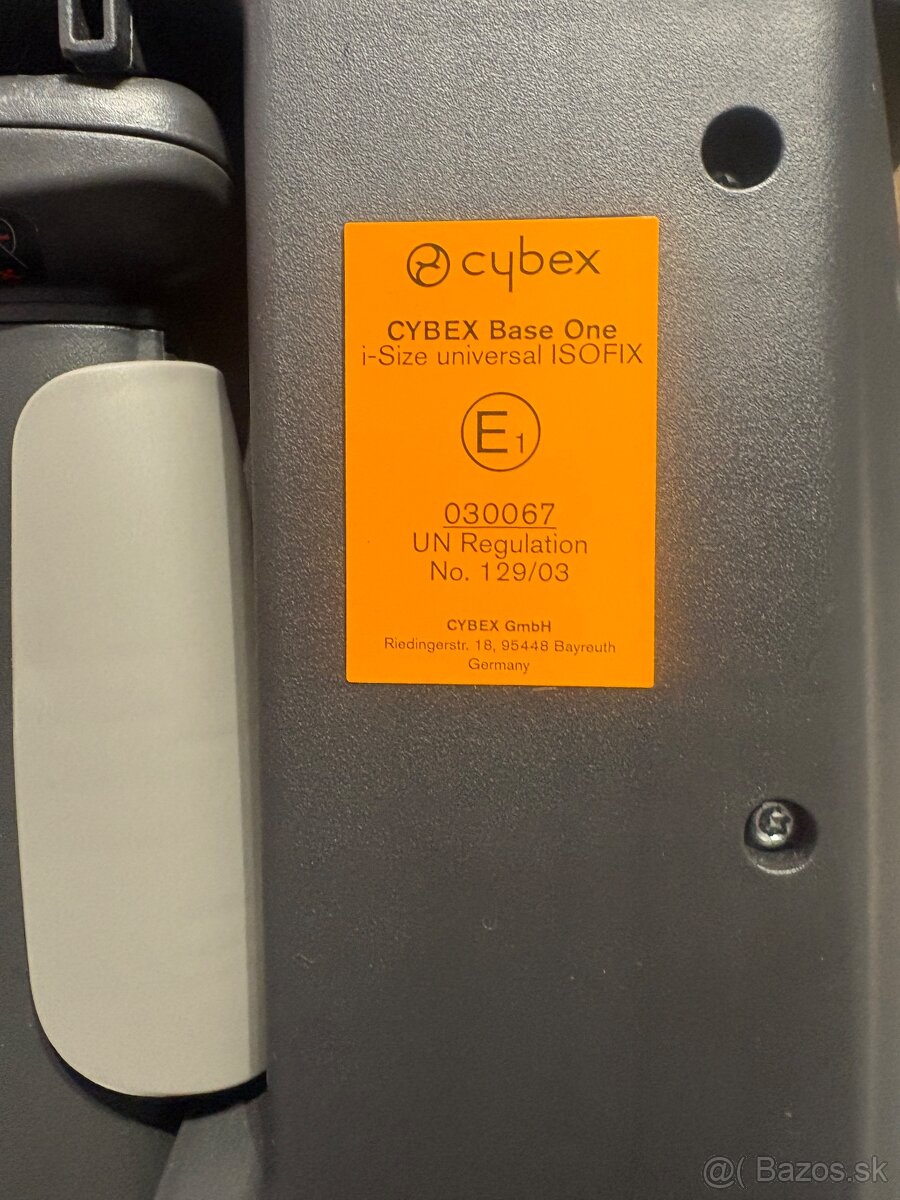 cybex
CYBEX Base One
i-Size universal ISOFIX
E1
030067
UN Regulation
No. 129/03
CYBEX GmbH
Riedingerstr. 18, 95448 Bayreuth
Germany
@( Bazos.sk